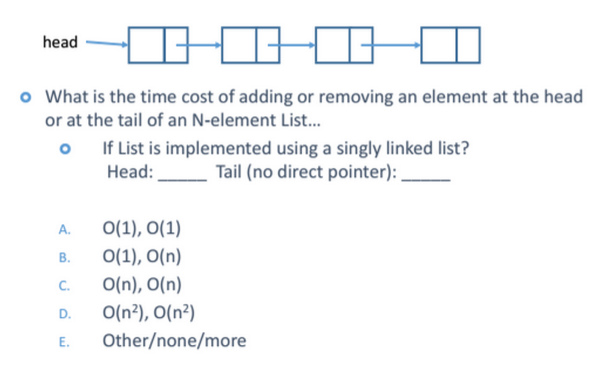 head
What is the time cost of adding or removing an element at the head
or at the tail of an N-element List...
If List is implemented using a singly linked list?
Head: _____ Tail (no direct pointer): _____
A. O(1), O(1)
B. O(1), O(n)
C. O(n), O(n)
D. O(n²), O(n²)
E. Other/none/more